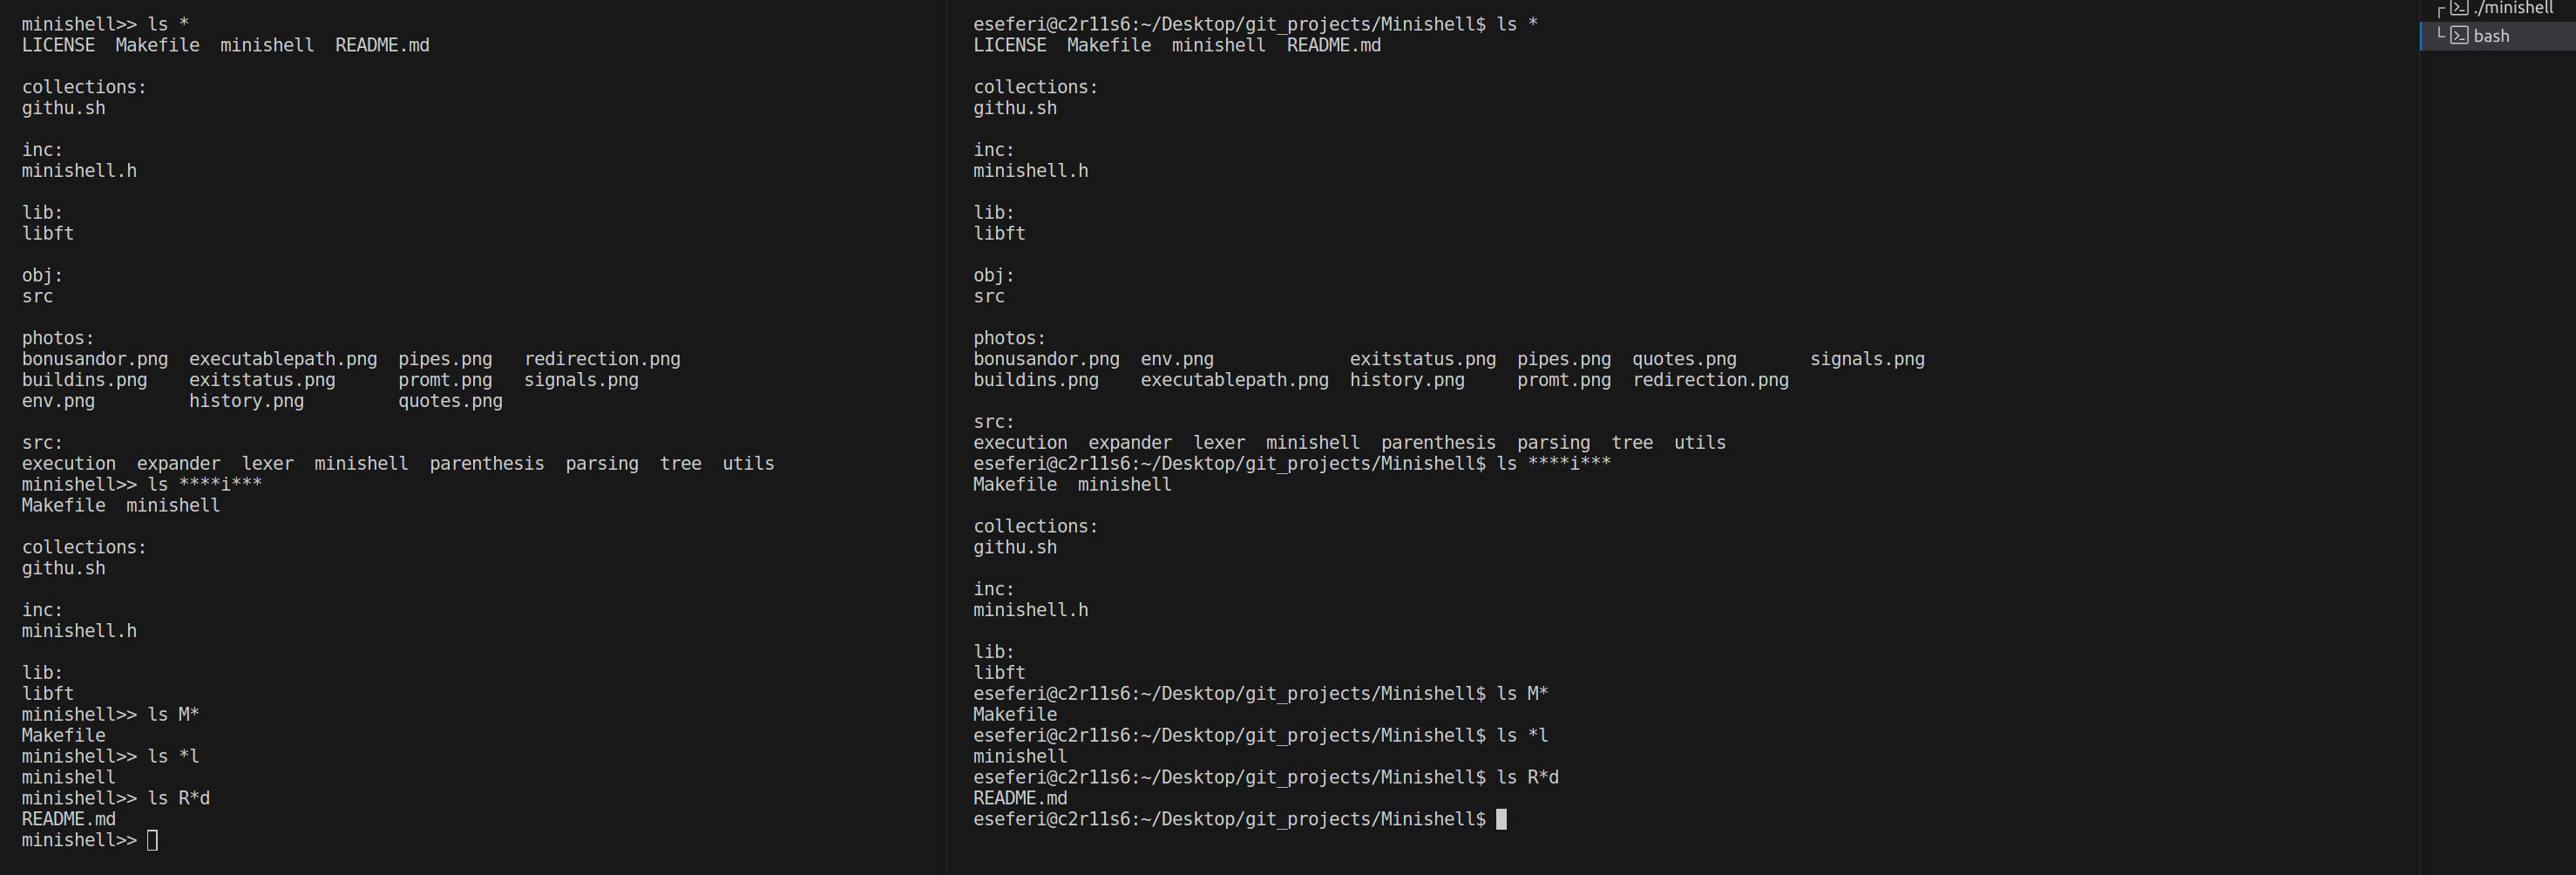 minishell>> ls *
LICENSE  Makefile  minishell  README.md
collections:
githu.sh
inc:
minishell.h
lib:
libft
obj:
src
photos:
bonusandor.png  executablepath.png  pipes.png   redirection.png
buildins.png    exitstatus.png      promt.png   signals.png
env.png         history.png         quotes.png
src:
execution  expander  lexer  minishell  parenthesis  parsing  tree  utils
minishell>> ls ****i***
Makefile  minishell
collections:
githu.sh
inc:
minishell.h
lib:
libft
minishell>> ls M*
Makefile
minishell>> ls *l
minishell
minishell>> ls R*d
README.md
minishell>>
eseferi@c2r11s6:~/Desktop/git_projects/Minishell$ ls *
LICENSE  Makefile  minishell  README.md
collections:
githu.sh
inc:
minishell.h
lib:
libft
obj:
src
photos:
bonusandor.png  env.png             exitstatus.png  pipes.png  quotes.png       signals.png
buildins.png    executablepath.png  history.png     promt.png  redirection.png
src:
execution  expander  lexer  minishell  parenthesis  parsing  tree  utils
eseferi@c2r11s6:~/Desktop/git_projects/Minishell$ ls ****i***
Makefile  minishell
collections:
githu.sh
inc:
minishell.h
lib:
libft
eseferi@c2r11s6:~/Desktop/git_projects/Minishell$ ls M*
Makefile
eseferi@c2r11s6:~/Desktop/git_projects/Minishell$ ls *l
minishell
eseferi@c2r11s6:~/Desktop/git_projects/Minishell$ ls R*d
README.md
eseferi@c2r11s6:~/Desktop/git_projects/Minishell$
./minishell
bash